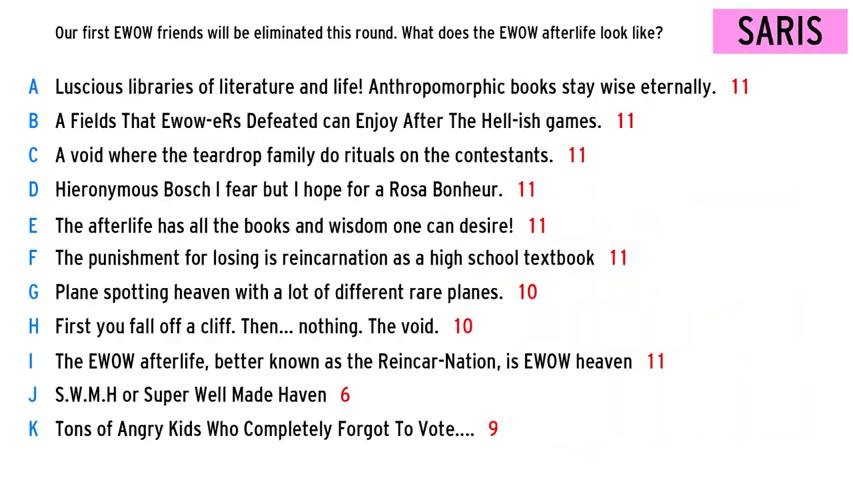 Our first EWOW friends will be eliminated this round. What does the EWOW afterlife look like?
SARIS
A Luscious libraries of literature and life! Anthropomorphic books stay wise eternally. 11
B A Fields That Ewow-eRs Defeated can Enjoy After The Hell-ish games. 11
C A void where the teardrop family do rituals on the contestants. 11
D Hieronymous Bosch I fear but I hope for a Rosa Bonheur. 11
E The afterlife has all the books and wisdom one can desire! 11
F The punishment for losing is reincarnation as a high school textbook 11
G Plane spotting heaven with a lot of different rare planes. 10
H First you fall off a cliff. Then... nothing. The void. 10
I The EWOW afterlife, better known as the Reincar-Nation, is EWOW heaven 11
J S.W.M.H or Super Well Made Haven 6
K Tons of Angry Kids Who Completely Forgot To Vote.... 9